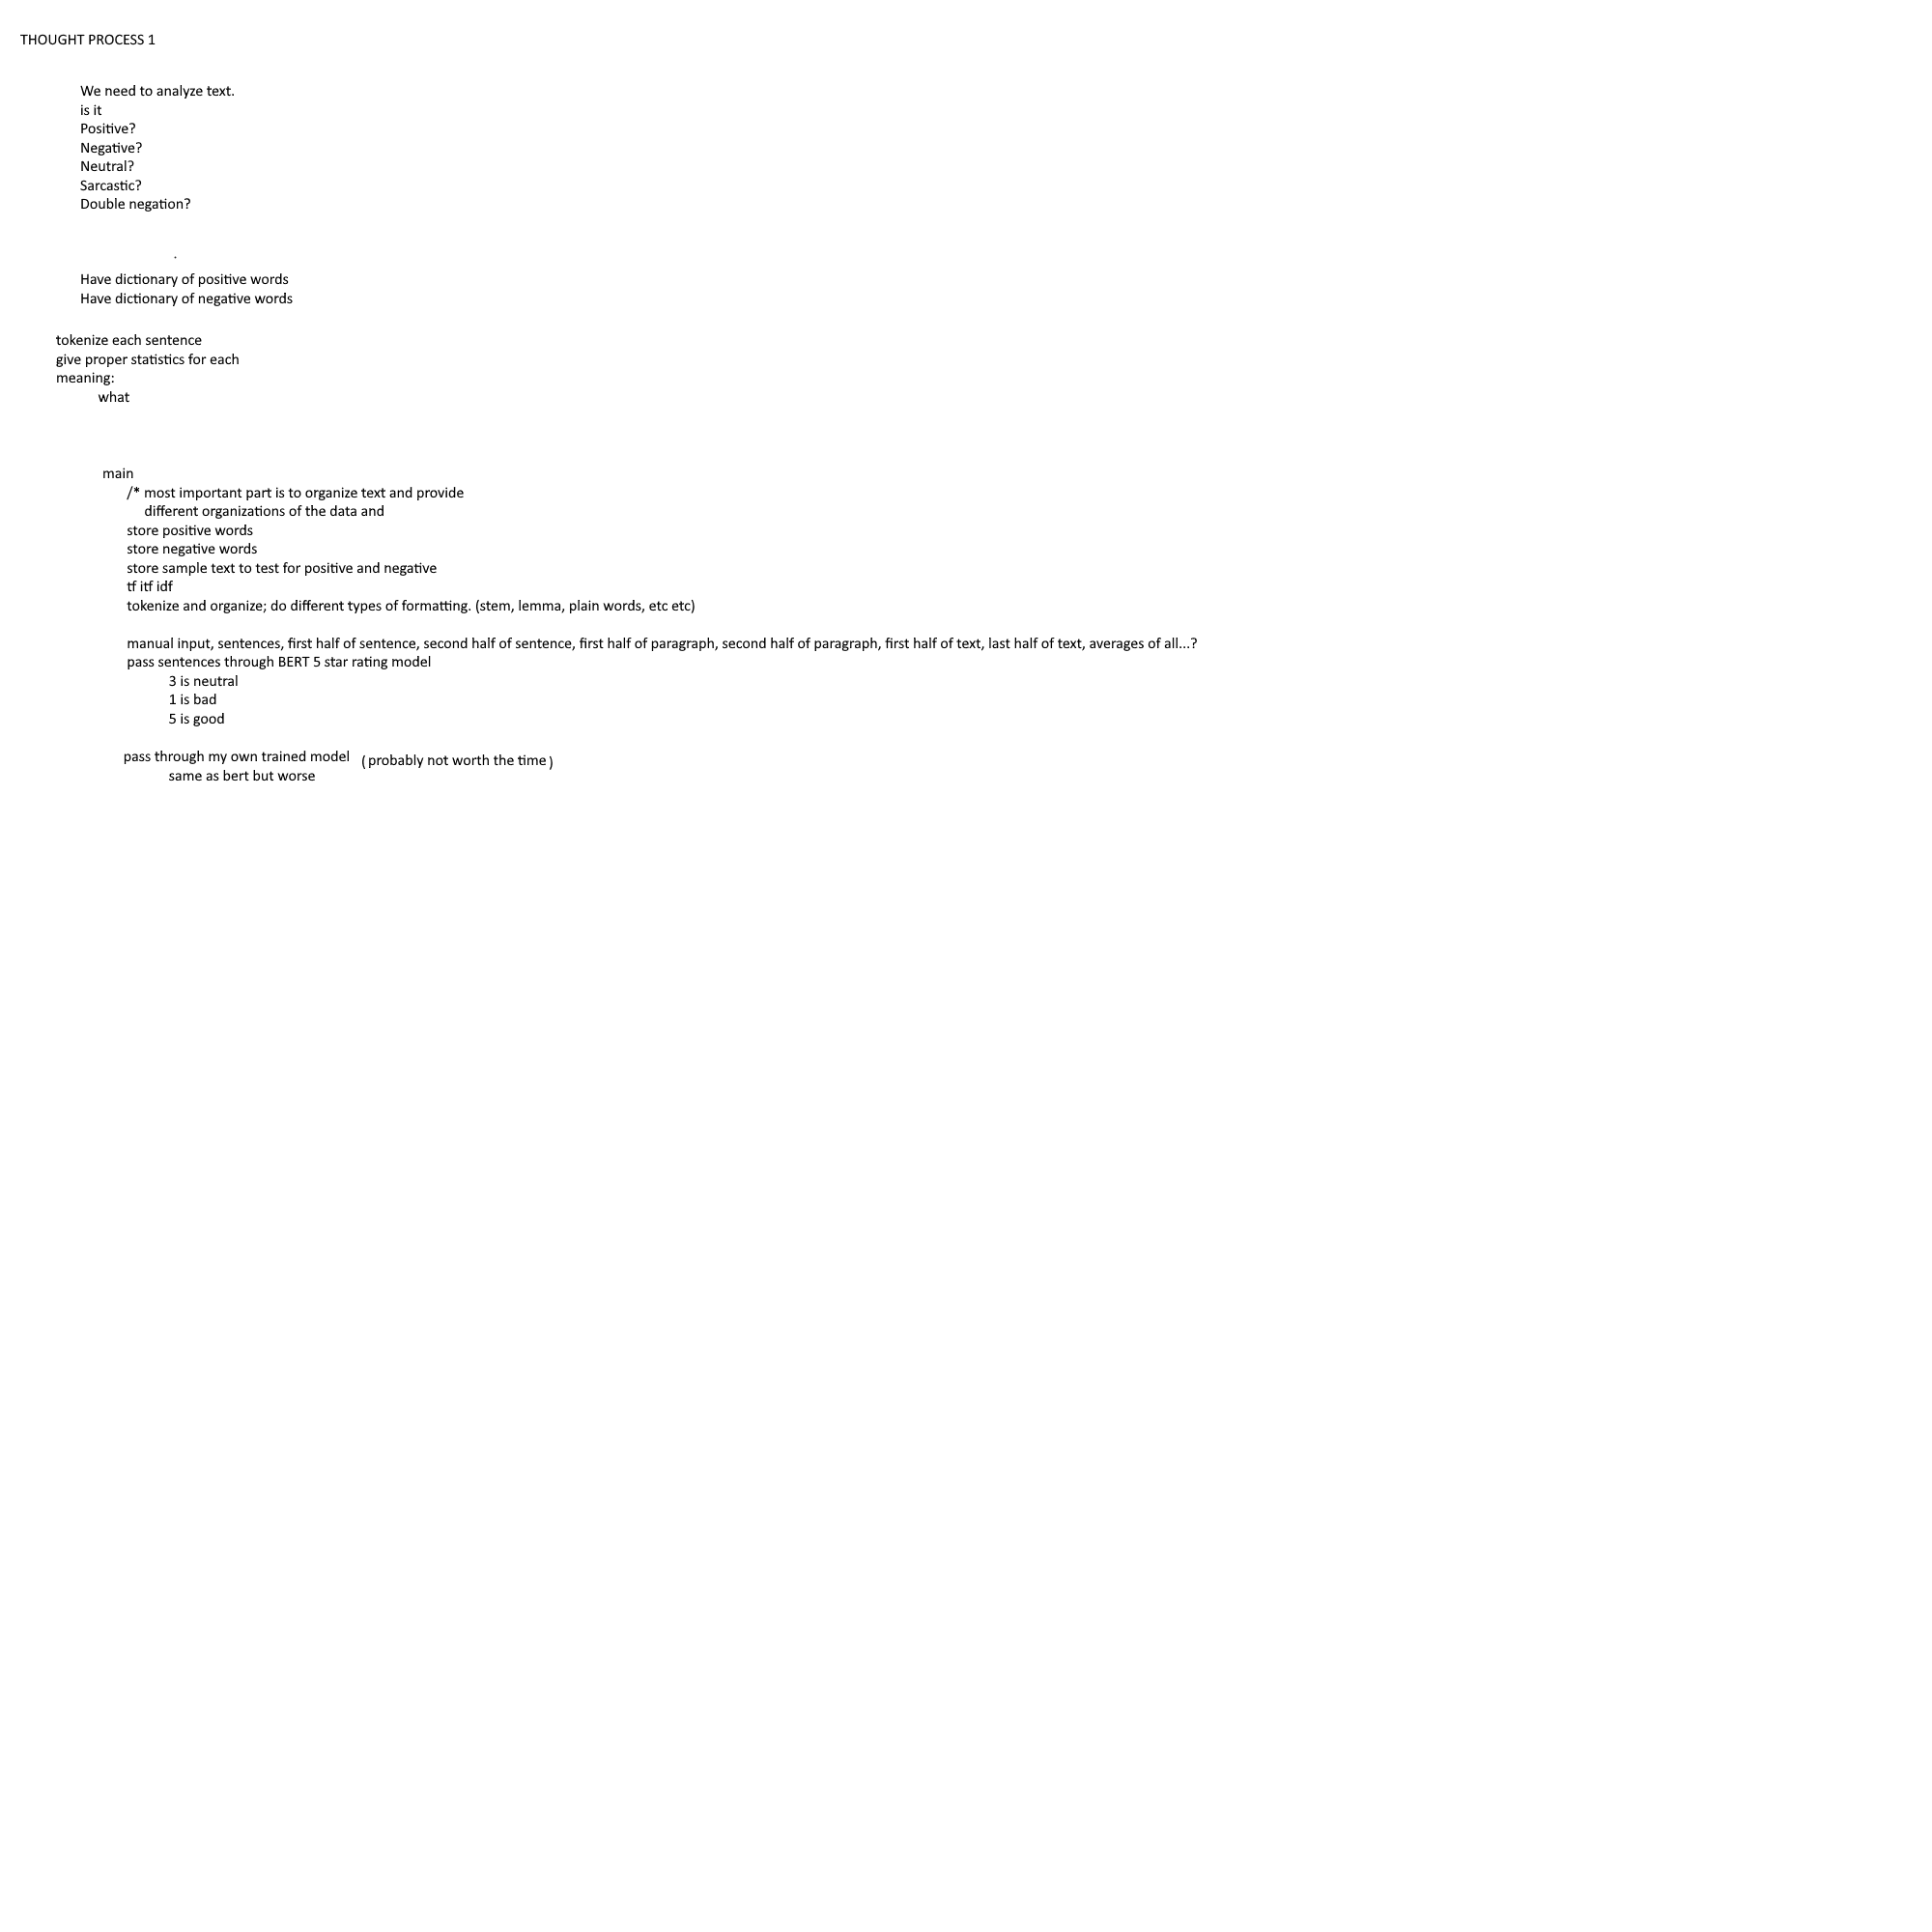 THOUGHT PROCESS 1
We need to analyze text.
is it
Positive?
Negative?
Neutral?
Sarcastic?
Double negation?
.
Have dictionary of positive words
Have dictionary of negative words
tokenize each sentence
give proper statistics for each
meaning:
what
main
/* most important part is to organize text and provide
different organizations of the data and
store positive words
store negative words
store sample text to test for positive and negative
tf itf idf
tokenize and organize; do different types of formatting. (stem, lemma, plain words, etc etc)
manual input, sentences, first half of sentence, second half of sentence, first half of paragraph, second half of paragraph, first half of text, last half of text, averages of all...?
pass sentences through BERT 5 star rating model
3 is neutral
1 is bad
5 is good
pass through my own trained model (probably not worth the time)
same as bert but worse